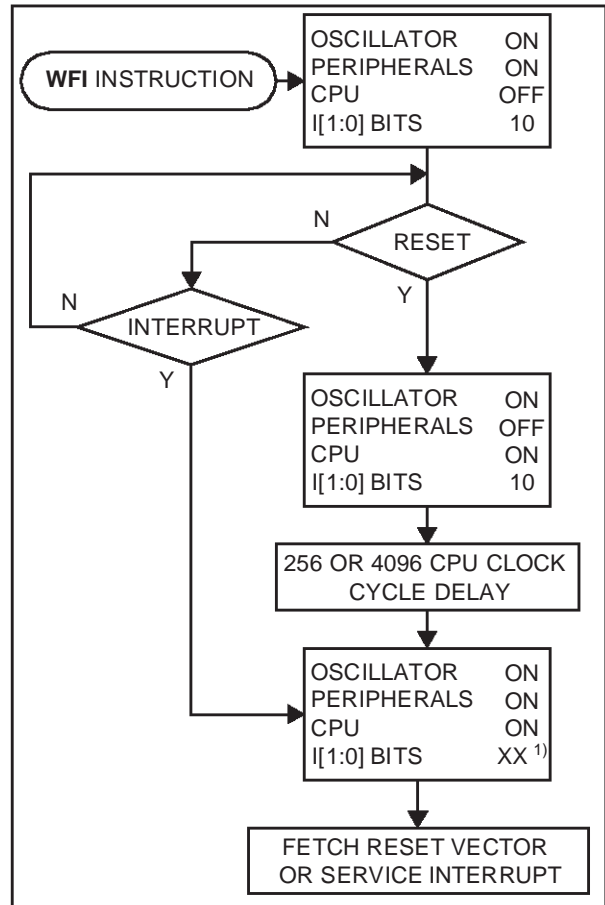 WFI INSTRUCTION
OSCILLATOR ON
PERIPHERALS ON
CPU OFF
I[1:0] BITS 10
N
RESET
Y
N
INTERRUPT
Y
OSCILLATOR ON
PERIPHERALS OFF
CPU ON
I[1:0] BITS 10
256 OR 4096 CPU CLOCK
CYCLE DELAY
OSCILLATOR ON
PERIPHERALS ON
CPU ON
I[1:0] BITS XX 1)
FETCH RESET VECTOR
OR SERVICE INTERRUPT